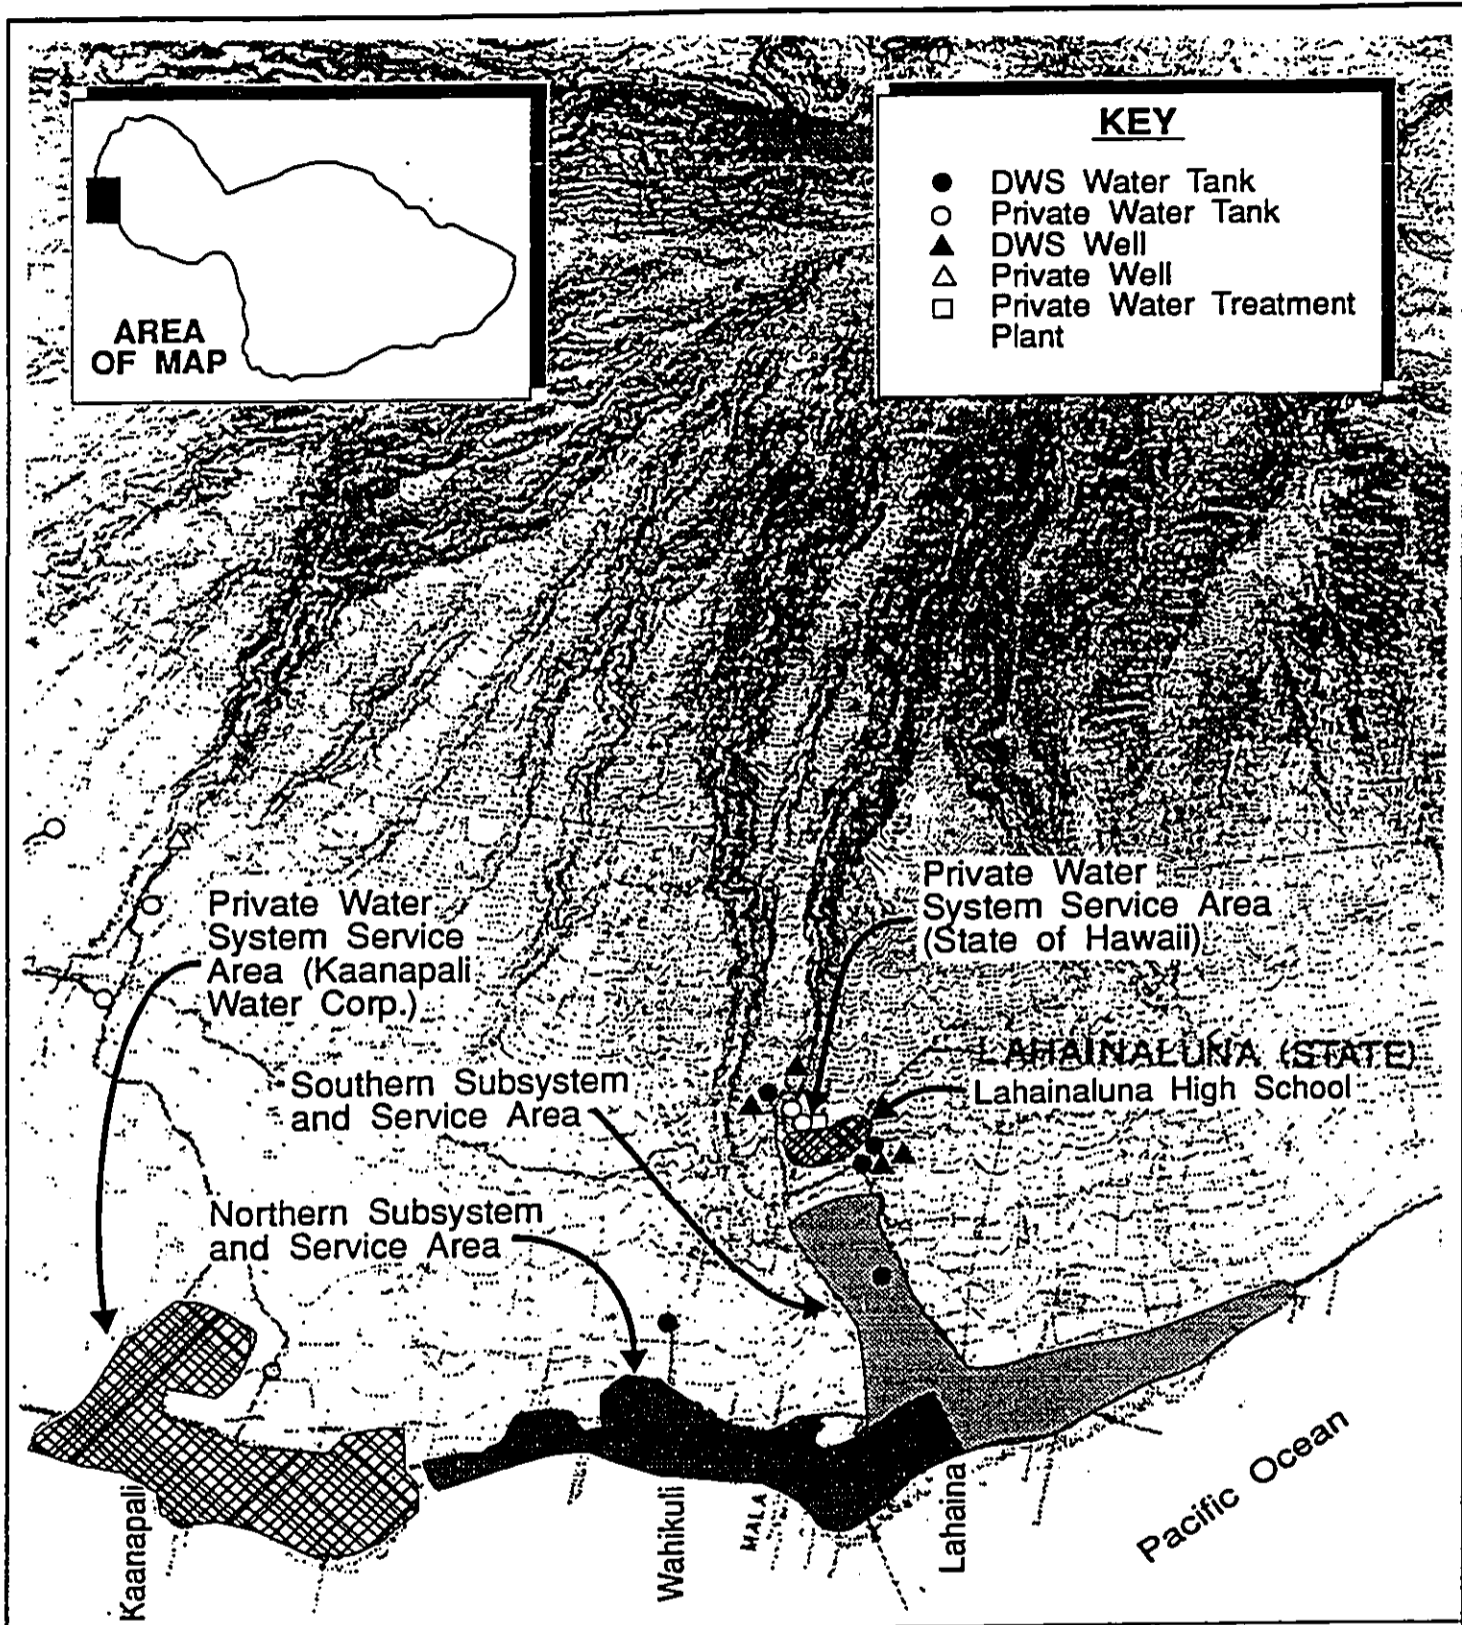 AREA
OF MAP
KEY
DWS Water Tank
Private Water Tank
DWS Well
Private Well
Private Water Treatment
Plant
Private Water
System Service
Area (Kaanapali
Water Corp.)
Private Water
System Service Area
(State of Hawaii)
LAHAINALUNA (STATE)
Lahainaluna High School
Southern Subsystem
and Service Area
Northern Subsystem
and Service Area
Kaanapali
Wahikuli
MALA
Lahaina
Pacific Ocean